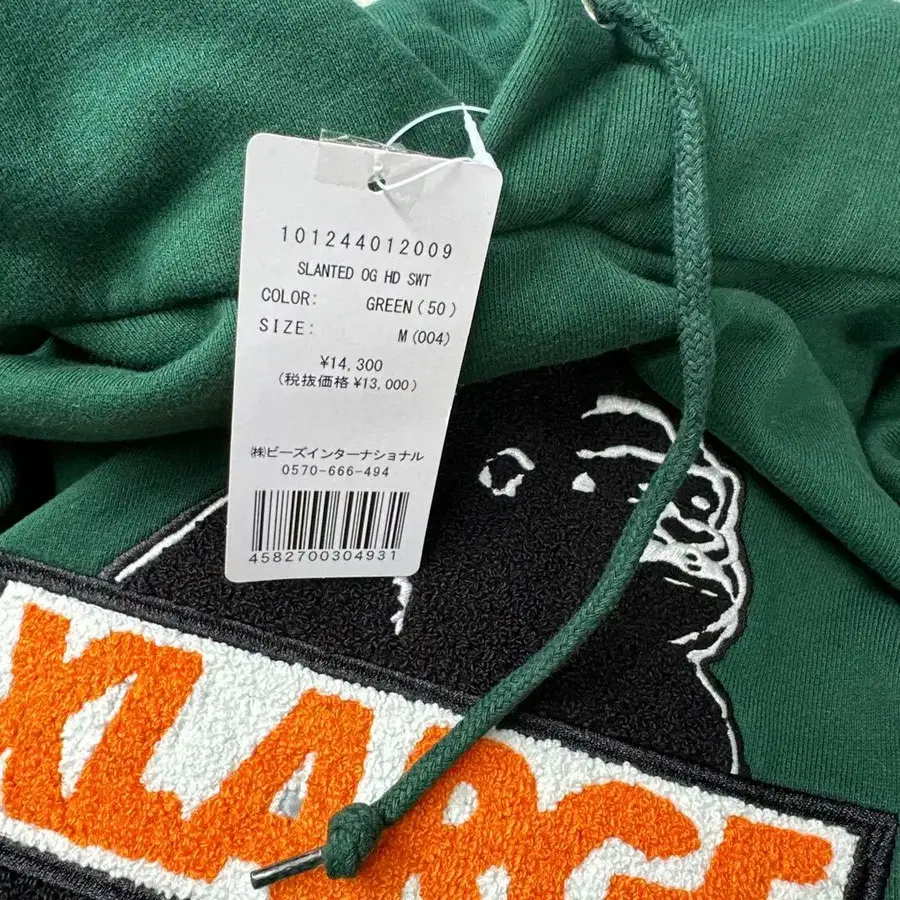 101244012009
SLANTED OG HD SWT
COLOR: GREEN(50)
SIZE: M(004)
¥14,300
(税抜価格¥13,000)
㈱ビーズインターナショナル
0570-666-494
4582700304931
XLARGE